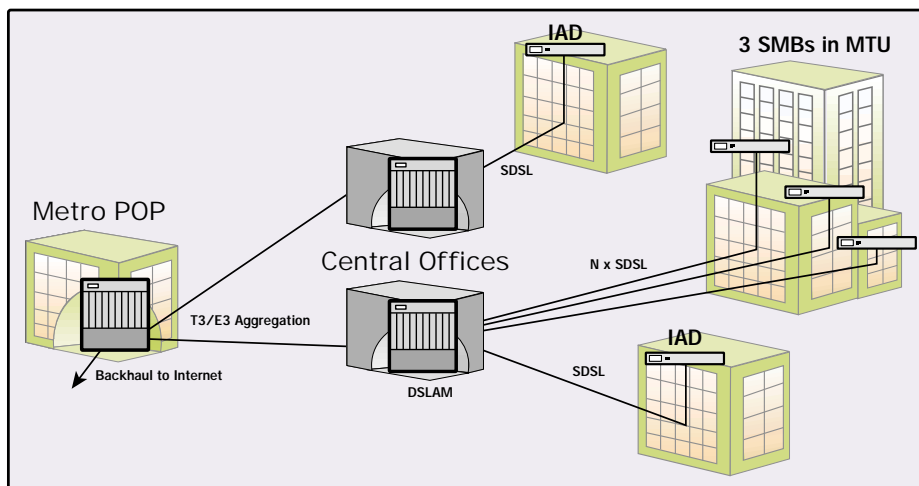 IAD
3 SMBs in MTU
SDSL
Metro POP
Central Offices
N x SDSL
T3/E3 Aggregation
IAD
Backhaul to Internet
SDSL
DSLAM